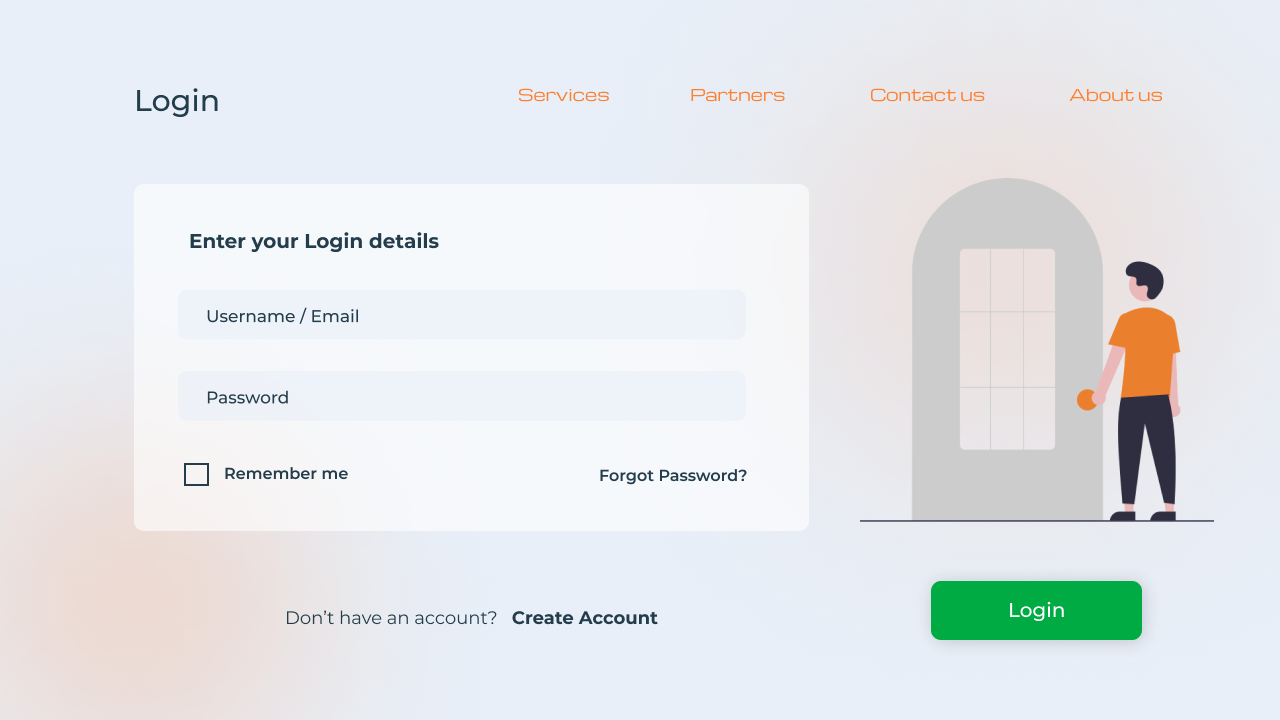 Login
Services
Partners
Contact us
About us
Enter your Login details
Username / Email
Password
Remember me
Forgot Password?
Don’t have an account? Create Account
Login